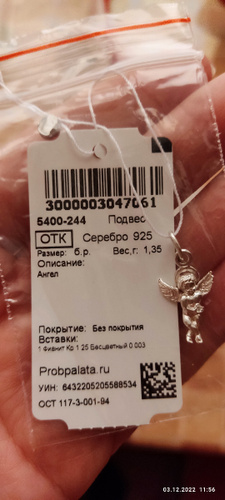 3000003047061
5400-244 Подвес
ОТК Серебро 925
Размер: б.р. Вес,г: 1,35
Описание:
Ангел
Покрытие: Без покрытия
Вставки:
1 Фианит Кр 1.25 Бесцветный 0.003
Probpalata.ru
УИН: 6432205205588534
ОСТ 117-3-001-94
03.12.2022 11:56